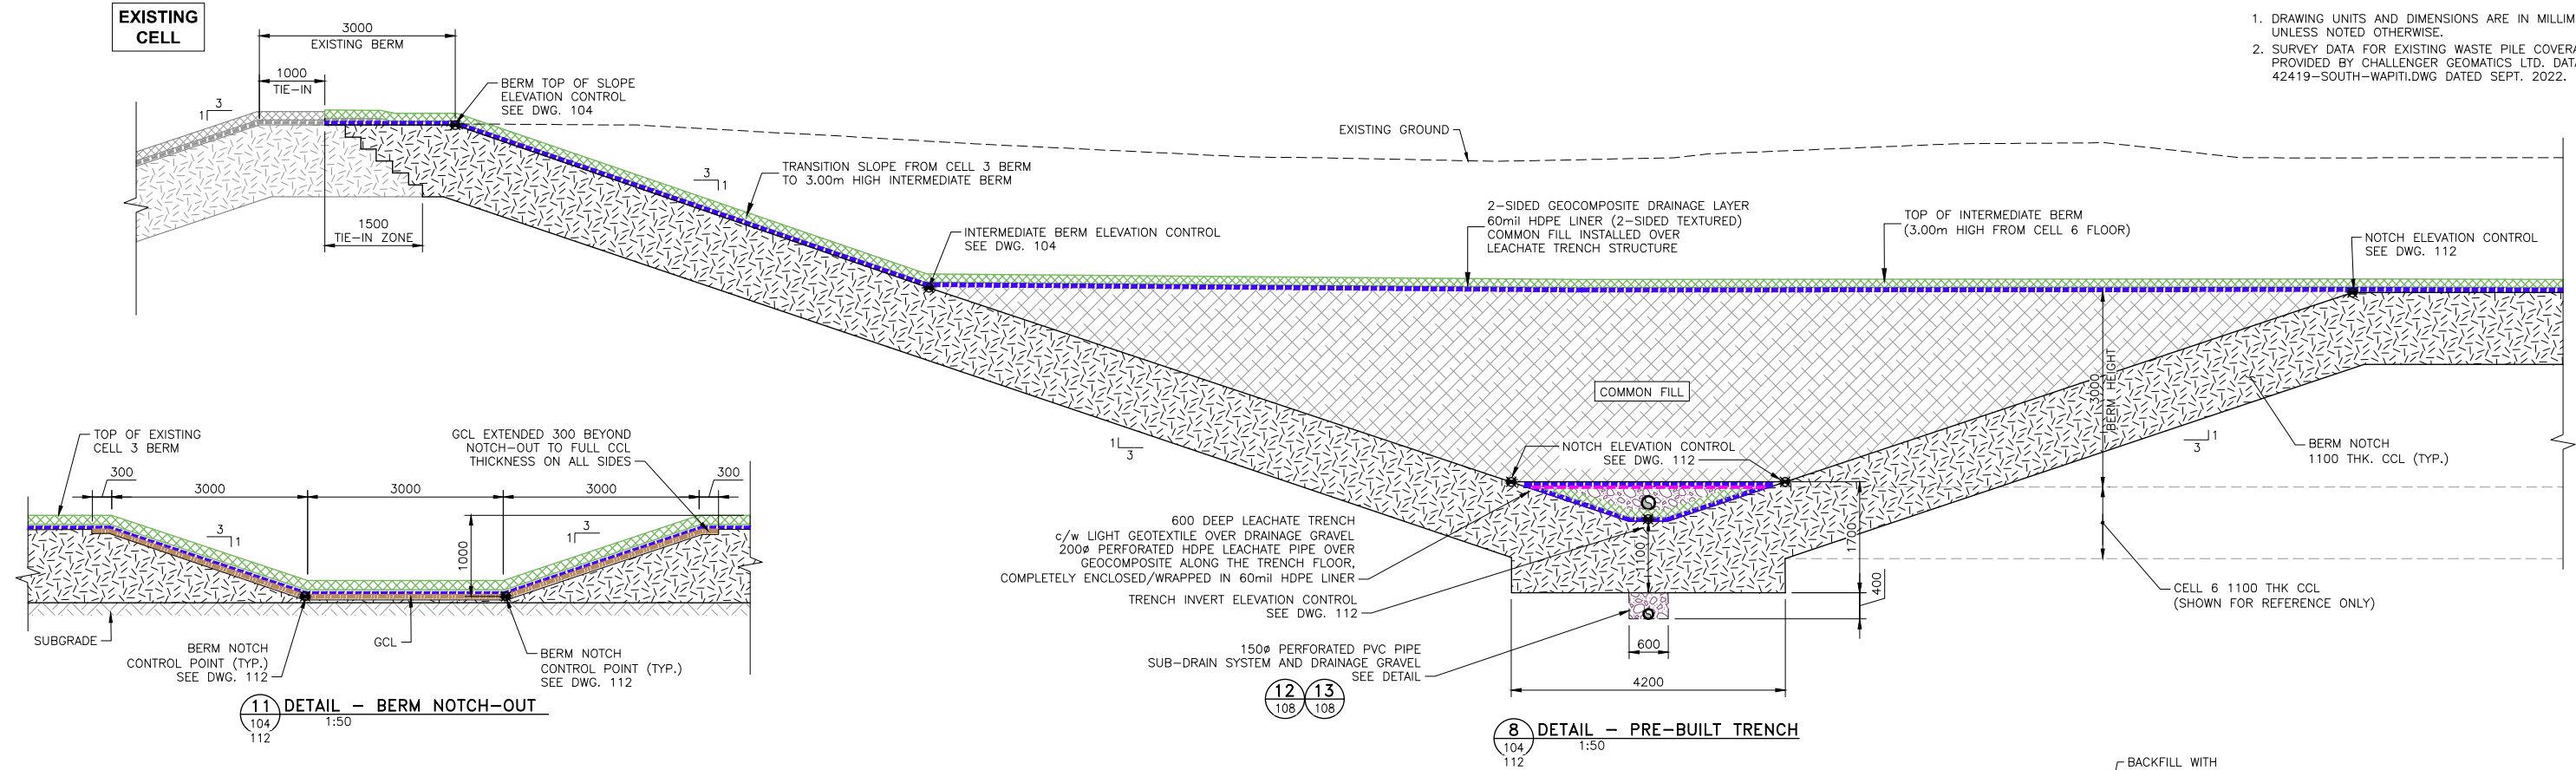 EXISTING
CELL
3000
EXISTING BERM
1000
TIE-IN
3
1
BERM TOP OF SLOPE
ELEVATION CONTROL
SEE DWG. 104
1500
TIE-IN ZONE
3
1
TRANSITION SLOPE FROM CELL 3 BERM
TO 3.00m HIGH INTERMEDIATE BERM
INTERMEDIATE BERM ELEVATION CONTROL
SEE DWG. 104
EXISTING GROUND
2-SIDED GEOCOMPOSITE DRAINAGE LAYER
60mil HDPE LINER (2-SIDED TEXTURED)
COMMON FILL INSTALLED OVER
LEACHATE TRENCH STRUCTURE
TOP OF INTERMEDIATE BERM
(3.00m HIGH FROM CELL 6 FLOOR)
NOTCH ELEVATION CONTROL
SEE DWG. 112
1. DRAWING UNITS AND DIMENSIONS ARE IN MILLIM
UNLESS NOTED OTHERWISE.
2. SURVEY DATA FOR EXISTING WASTE PILE COVERA
PROVIDED BY CHALLENGER GEOMATICS LTD. DATA
42419-SOUTH-WAPITI.DWG DATED SEPT. 2022.
COMMON FILL
3000
BERM HEIGHT
1
3
1
3
BERM NOTCH
1100 THK. CCL (TYP.)
NOTCH ELEVATION CONTROL
SEE DWG. 112
600 DEEP LEACHATE TRENCH
c/w LIGHT GEOTEXTILE OVER DRAINAGE GRAVEL
200ø PERFORATED HDPE LEACHATE PIPE OVER
GEOCOMPOSITE ALONG THE TRENCH FLOOR,
COMPLETELY ENCLOSED/WRAPPED IN 60mil HDPE LINER
TRENCH INVERT ELEVATION CONTROL
SEE DWG. 112
1100
1700
400
CELL 6 1100 THK CCL
(SHOWN FOR REFERENCE ONLY)
150ø PERFORATED PVC PIPE
SUB-DRAIN SYSTEM AND DRAINAGE GRAVEL
SEE DETAIL
12
108
13
108
600
4200
8 DETAIL - PRE-BUILT TRENCH
104
1:50
112
TOP OF EXISTING
CELL 3 BERM
GCL EXTENDED 300 BEYOND
NOTCH-OUT TO FULL CCL
THICKNESS ON ALL SIDES
300
3000
3000
3000
300
3
1
3
1
1000
SUBGRADE
BERM NOTCH
CONTROL POINT (TYP.)
SEE DWG. 112
GCL
BERM NOTCH
CONTROL POINT (TYP.)
SEE DWG. 112
11 DETAIL - BERM NOTCH-OUT
104
1:50
112
BACKFILL WITH